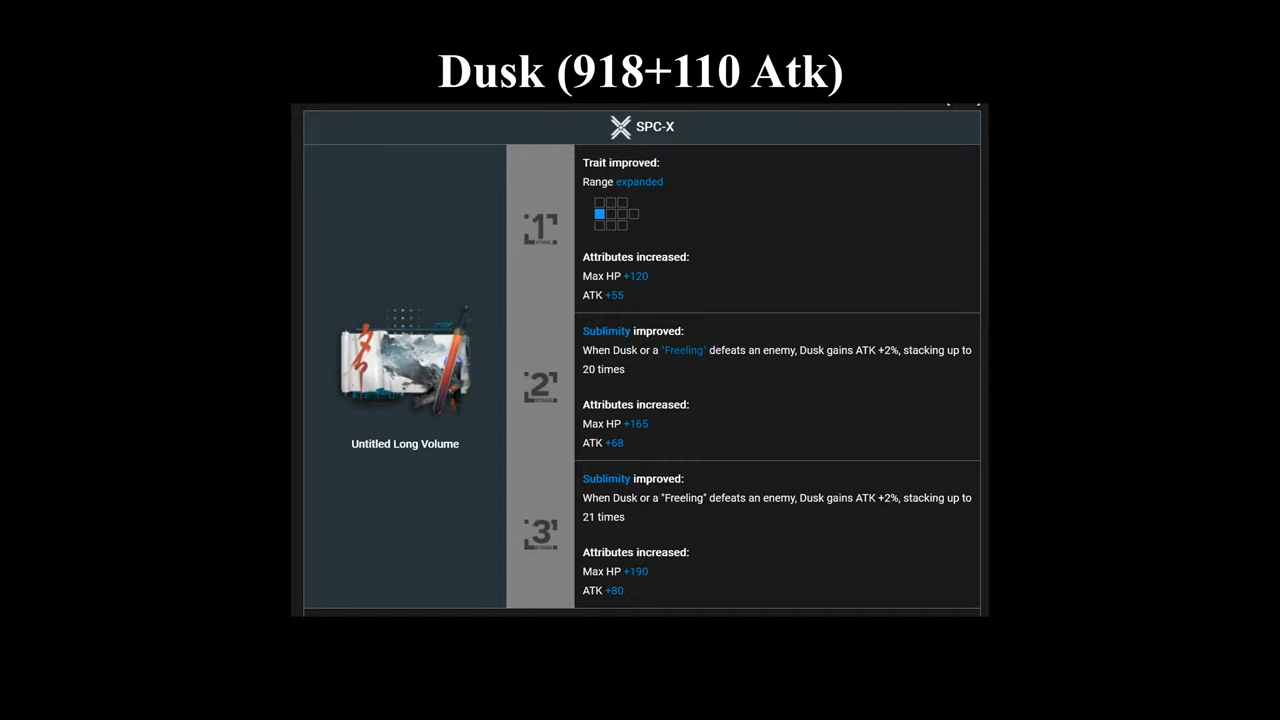 Dusk (918+110 Atk)
SPC-X
Trait improved:
Range expanded
Attributes increased:
Max HP +120
ATK +55
1
STAGE
Sublimity improved:
When Dusk or a "Freeling" defeats an enemy, Dusk gains ATK +2%, stacking up to
20 times
Attributes increased:
Max HP +165
ATK +68
2
STAGE
Untitled Long Volume
Sublimity improved:
When Dusk or a "Freeling" defeats an enemy, Dusk gains ATK +2%, stacking up to
21 times
Attributes increased:
Max HP +190
ATK +80
3
STAGE